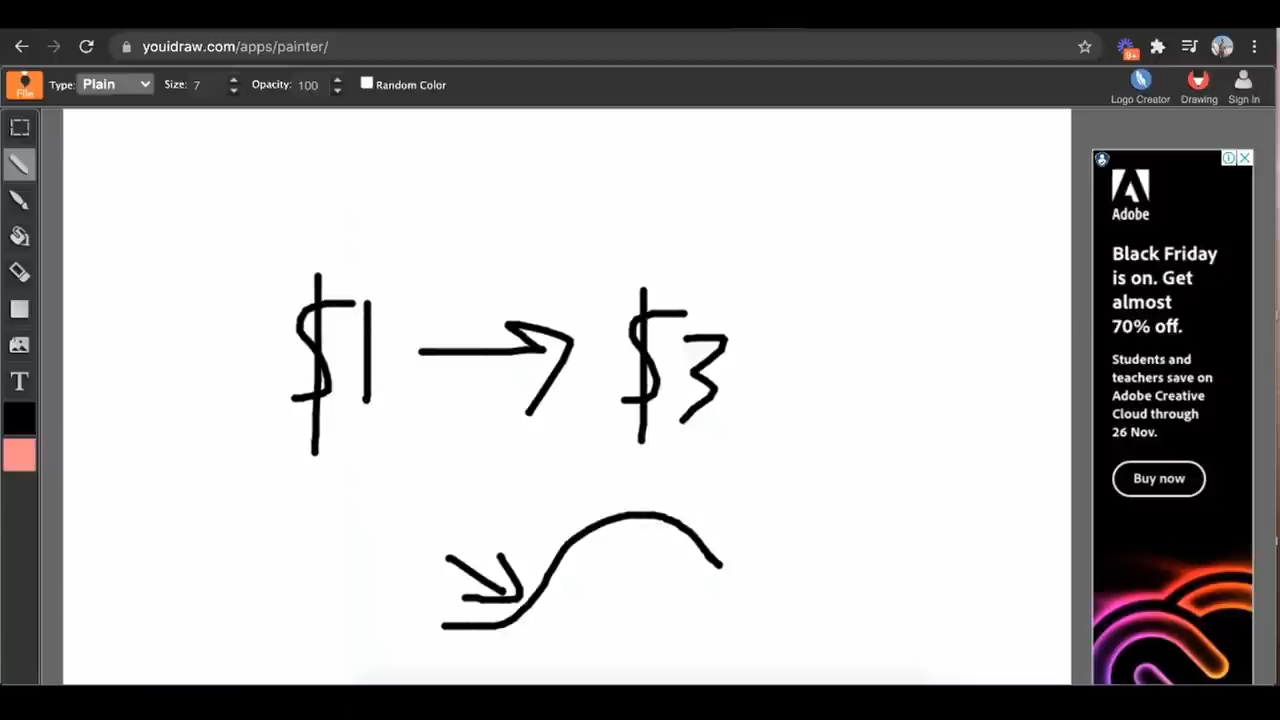 youidraw.com/apps/painter/
9+
File
Type: Plain
Size: 7
Opacity: 100
Random Color
Logo Creator
Drawing
Sign In
T
$1 → $3
Adobe
Black Friday
is on. Get
almost
70% off.
Students and
teachers save on
Adobe Creative
Cloud through
26 Nov.
Buy now